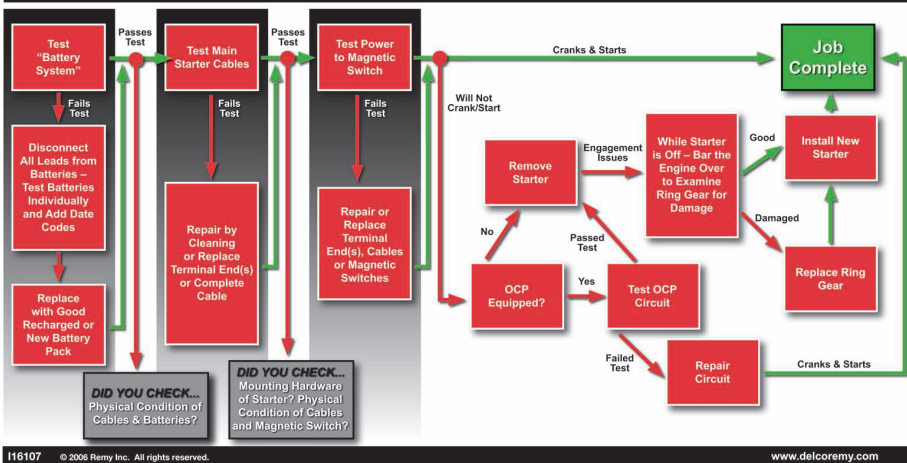 Test
"Battery
System"
Passes
Test
Test Main
Starter Cables
Passes
Test
Test Power
to Magnetic
Switch
Cranks & Starts
Job
Complete
Fails
Test
Fails
Test
Fails
Test
Will Not
Crank/Start
Disconnect
All Leads from
Batteries –
Test Batteries
Individually
and Add Date
Codes
Repair by
Cleaning
or Replace
Terminal End(s)
or Complete
Cable
Repair or
Replace
Terminal
End(s), Cables
or Magnetic
Switches
Replace
with Good
Recharged or
New Battery
Pack
Remove
Starter
Engagement
Issues
While Starter
is Off – Bar the
Engine Over
to Examine
Ring Gear for
Damage
Good
Install New
Starter
Damaged
Replace Ring
Gear
No
Passed
Test
OCP
Equipped?
Yes
Test OCP
Circuit
Failed
Test
Repair
Circuit
Cranks & Starts
DID YOU CHECK...
Physical Condition of
Cables & Batteries?
DID YOU CHECK...
Mounting Hardware
of Starter? Physical
Condition of Cables
and Magnetic Switch?
I16107 © 2006 Remy Inc. All rights reserved.
www.delcoremy.com